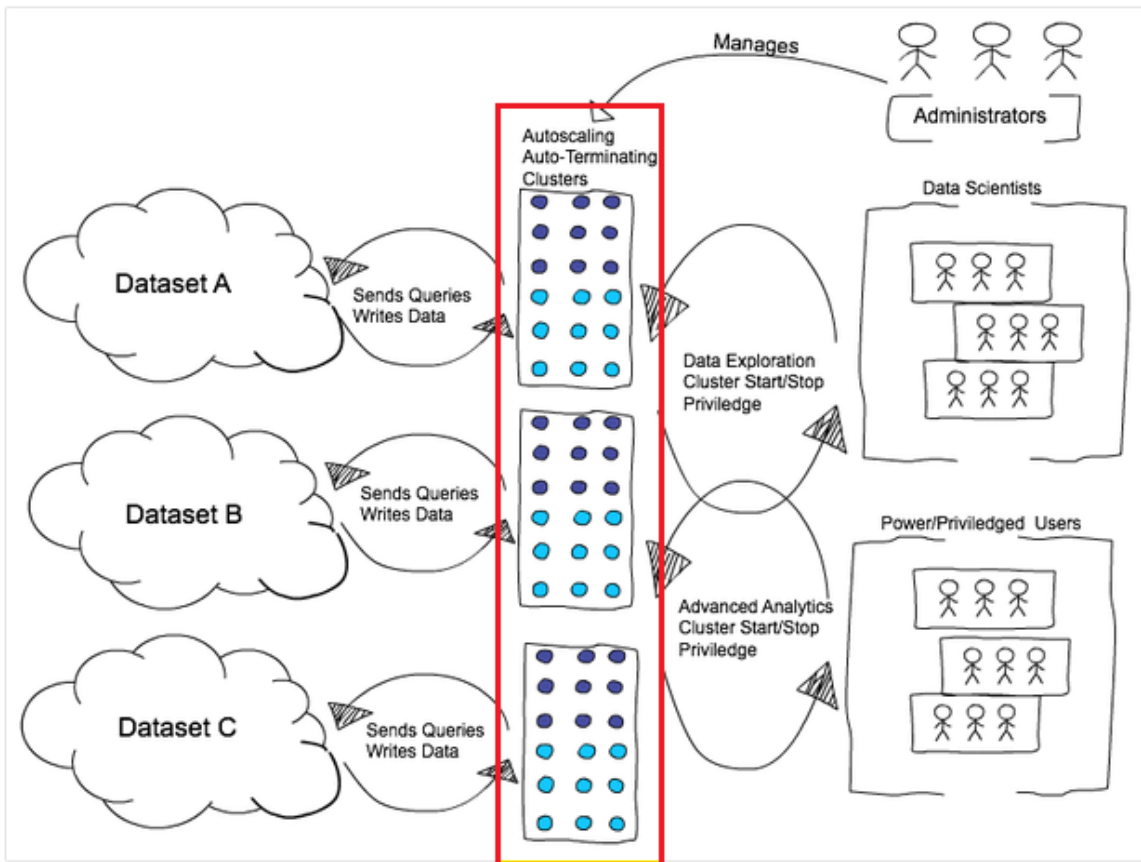 Manages
Administrators
Autoscaling
Auto-Terminating
Clusters
Data Scientists
Dataset A
Sends Queries
Writes Data
Data Exploration
Cluster Start/Stop
Priviledge
Dataset B
Sends Queries
Writes Data
Power/Priviledged Users
Advanced Analytics
Cluster Start/Stop
Priviledge
Dataset C
Sends Queries
Writes Data